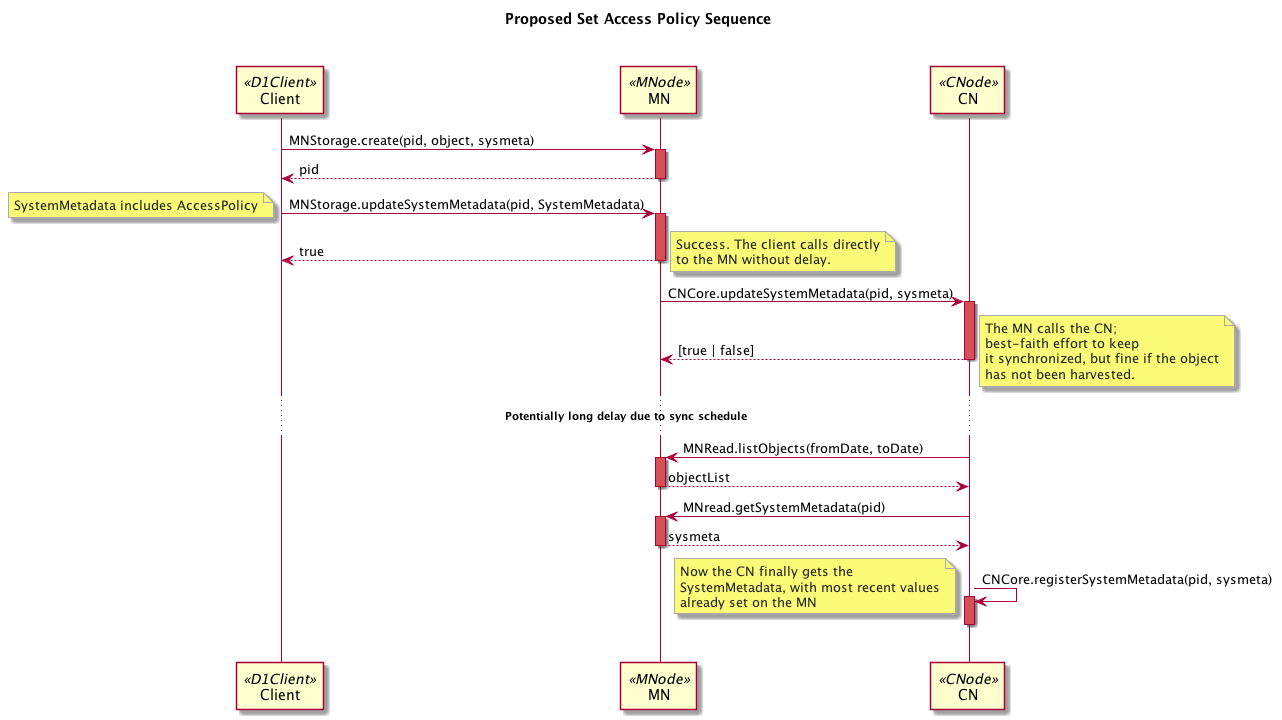 Proposed Set Access Policy Sequence
«D1Client»
Client
«MNode»
MN
«CNode»
CN
MNStorage.create(pid, object, sysmeta)
pid
SystemMetadata includes AccessPolicy
MNStorage.updateSystemMetadata(pid, SystemMetadata)
Success. The client calls directly
to the MN without delay.
true
CNCore.updateSystemMetadata(pid, sysmeta)
The MN calls the CN;
best-faith effort to keep
it synchronized, but fine if the object
has not been harvested.
[true | false]
Potentially long delay due to sync schedule
MNRead.listObjects(fromDate, toDate)
objectList
MNread.getSystemMetadata(pid)
sysmeta
Now the CN finally gets the
SystemMetadata, with most recent values
already set on the MN
CNCore.registerSystemMetadata(pid, sysmeta)
«D1Client»
Client
«MNode»
MN
«CNode»
CN